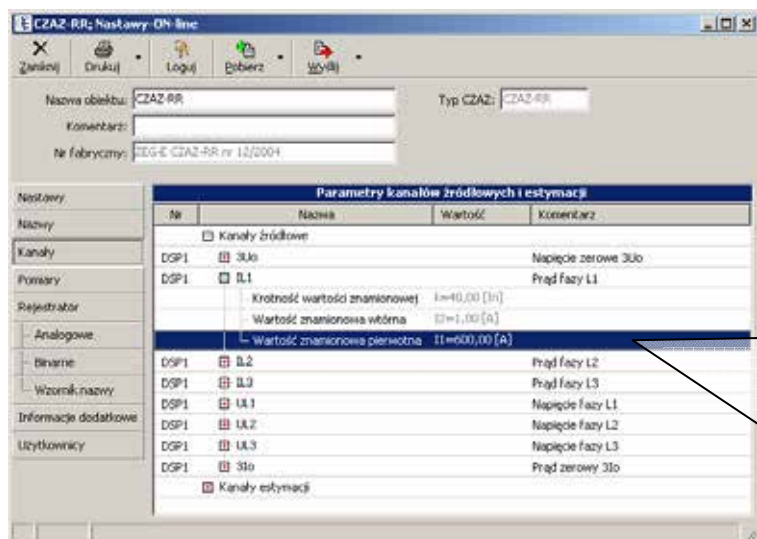 CZAZ-RR; Nastawy ON-line
Zamknij Drukuj Loguj Pobierz Wyślij
Nazwa obiektu: CZAZ-RR Typ CZAZ: CZAZ-RR
Komentarz:
Nr fabryczny: ZEG-E CZAZ-RR nr 12/2004
Nastawy
Nazwy
Kanały
Pomiary
Rejestrator
Analogowe
Binarne
Wzornik nazwy
Informacje dodatkowe
Użytkownicy
Parametry kanałów źródłowych i estymacji
Nr Nazwa Wartość Komentarz
Kanały źródłowe
DSP1 3Uo Napięcie zerowe 3Uo
DSP1 IL1 Prąd fazy L1
Krotność wartości znamionowej I=40,00 [In]
Wartość znamionowa wtórna I2=1,00 [A]
Wartość znamionowa pierwotna I1=600,00 [A]
DSP1 IL2 Prąd fazy L2
DSP1 IL3 Prąd fazy L3
DSP1 UL1 Napięcie fazy L1
DSP1 UL2 Napięcie fazy L2
DSP1 UL3 Napięcie fazy L3
DSP1 3Io Prąd zerowy 3Io
Kanały estymacji